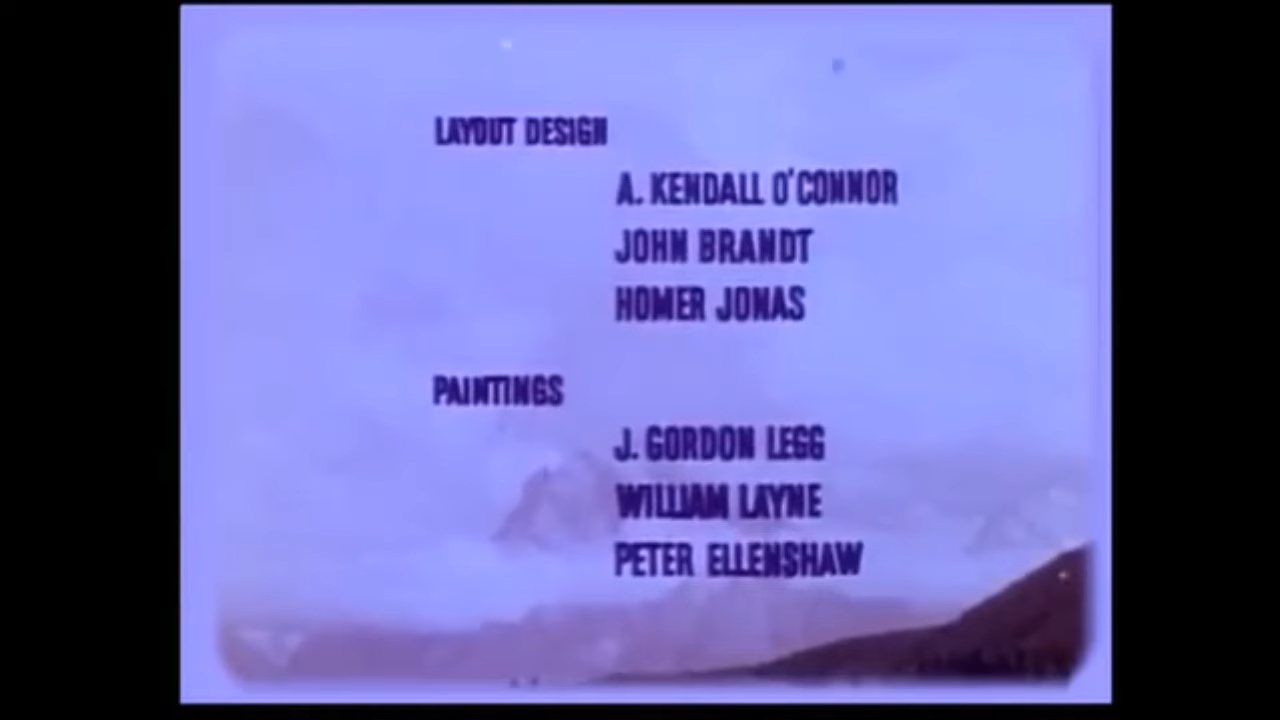 LAYOUT DESIGN
A. KENDALL O'CONNOR
JOHN BRANDT
HOMER JONAS
PAINTINGS
J. GORDON LEGG
WILLIAM LAYNE
PETER ELLENSHAW